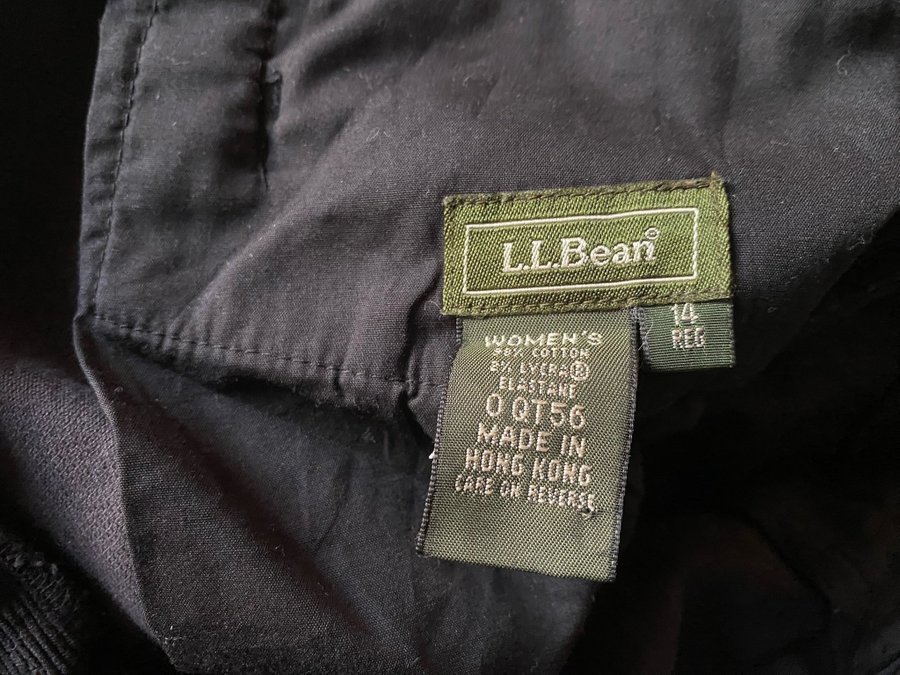 L.L.Bean®
14
REG
WOMEN'S
98% COTTON
2% LYCRA®
ELASTANE
0 QT56
MADE IN
HONG KONG
CARE ON REVERSE